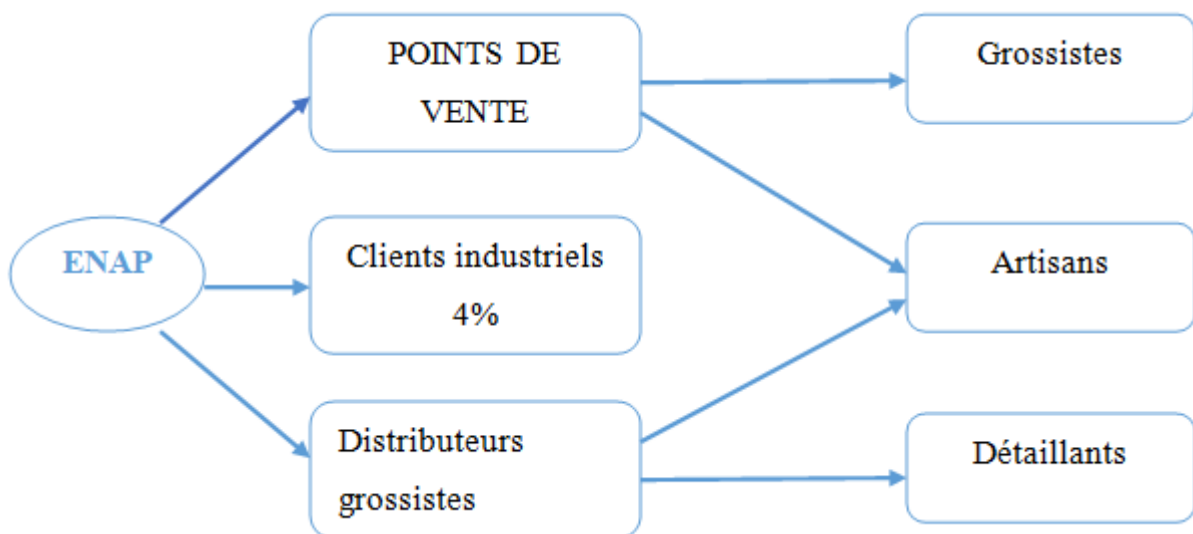 POINTS DE
VENTE
Grossistes
ENAP
Clients industriels
4%
Artisans
Distributeurs
grossistes
Détaillants